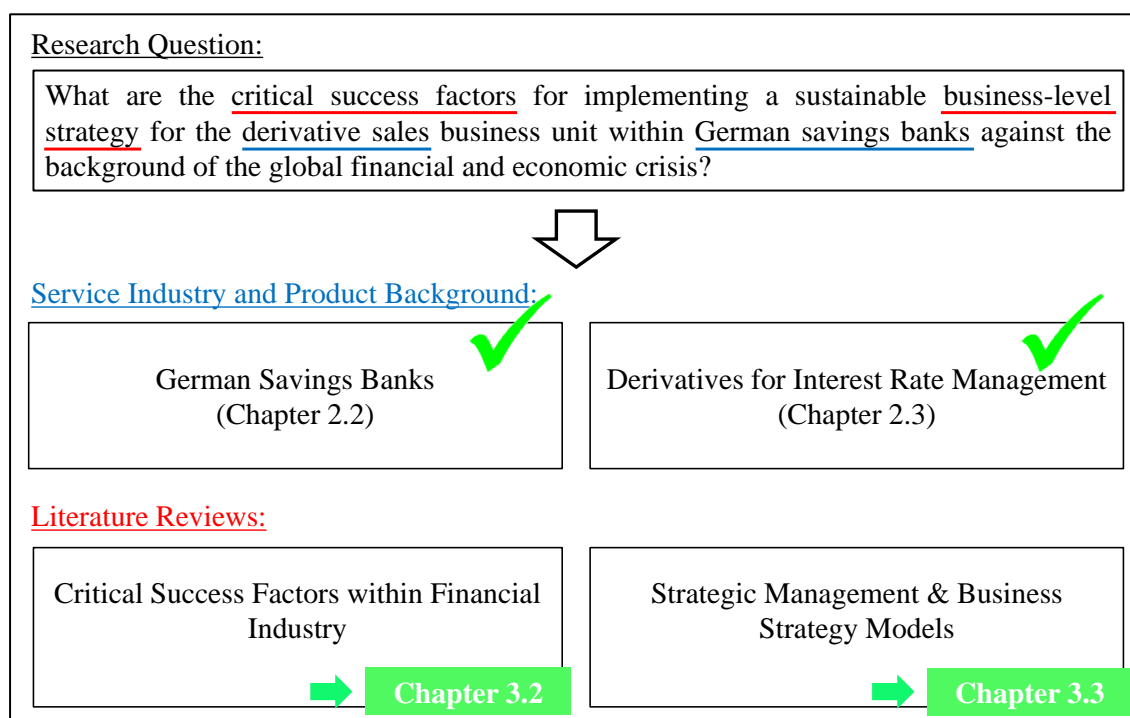 Research Question:
What are the critical success factors for implementing a sustainable business-level
strategy for the derivative sales business unit within German savings banks against the
background of the global financial and economic crisis?
Service Industry and Product Background:
German Savings Banks
(Chapter 2.2)
Derivatives for Interest Rate Management
(Chapter 2.3)
Literature Reviews:
Critical Success Factors within Financial
Industry
Chapter 3.2
Strategic Management & Business
Strategy Models
Chapter 3.3